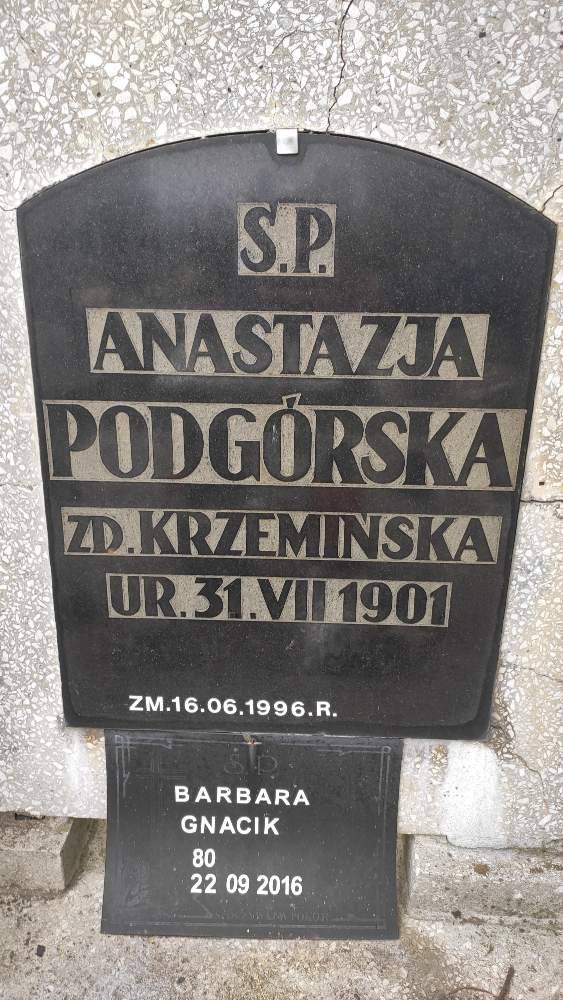 S.P.
ANASTAZJA
PODGÓRSKA
ZD. KRZEMINSKA
UR. 31. VII 1901
ZM.16.06.1996.R.
S P
BARBARA
GNACIK
80
22 09 2016